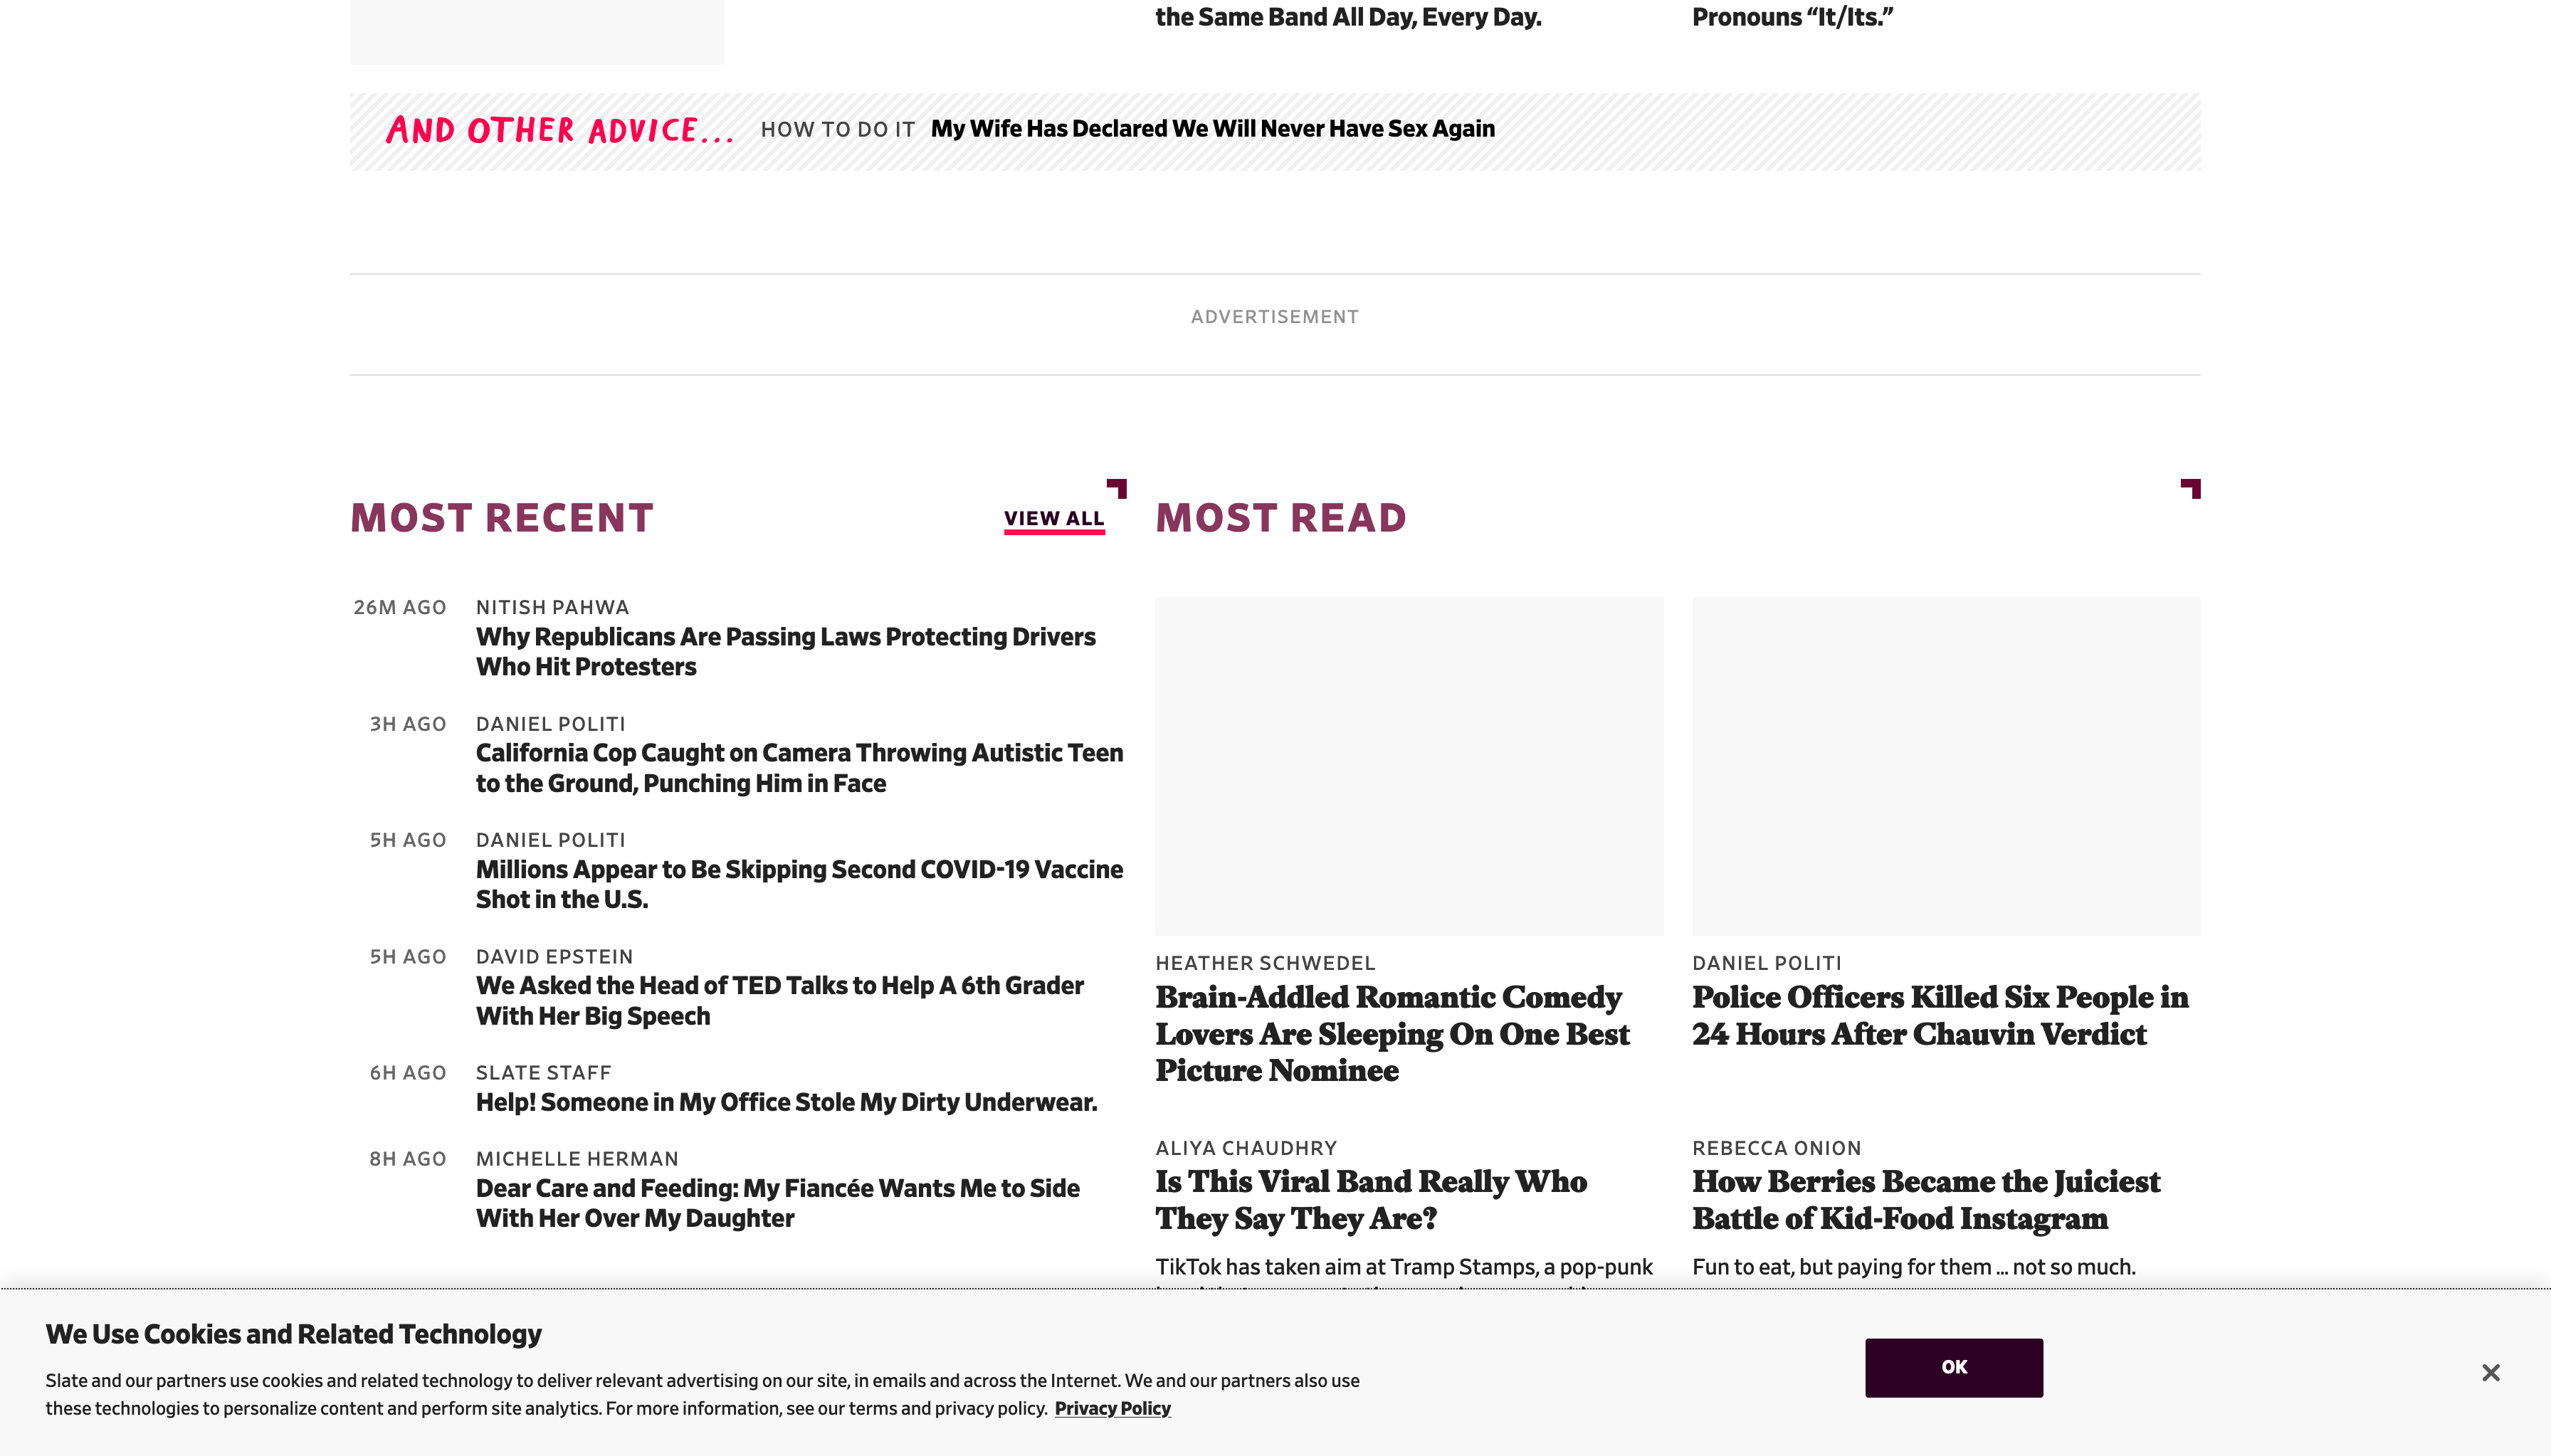 the Same Band All Day, Every Day.
Pronouns “It/Its.”
AND OTHER ADVICE...
HOW TO DO IT My Wife Has Declared We Will Never Have Sex Again
ADVERTISEMENT
MOST RECENT
VIEW ALL
26M AGO
NITISH PAHWA
Why Republicans Are Passing Laws Protecting Drivers
Who Hit Protesters
3H AGO
DANIEL POLITI
California Cop Caught on Camera Throwing Autistic Teen
to the Ground, Punching Him in Face
5H AGO
DANIEL POLITI
Millions Appear to Be Skipping Second COVID-19 Vaccine
Shot in the U.S.
5H AGO
DAVID EPSTEIN
We Asked the Head of TED Talks to Help A 6th Grader
With Her Big Speech
6H AGO
SLATE STAFF
Help! Someone in My Office Stole My Dirty Underwear.
8H AGO
MICHELLE HERMAN
Dear Care and Feeding: My Fiancée Wants Me to Side
With Her Over My Daughter
MOST READ
HEATHER SCHWEDEL
Brain-Addled Romantic Comedy
Lovers Are Sleeping On One Best
Picture Nominee
DANIEL POLITI
Police Officers Killed Six People in
24 Hours After Chauvin Verdict
ALIYA CHAUDHRY
Is This Viral Band Really Who
They Say They Are?
TikTok has taken aim at Tramp Stamps, a pop-punk
REBECCA ONION
How Berries Became the Juiciest
Battle of Kid-Food Instagram
Fun to eat, but paying for them ... not so much.
We Use Cookies and Related Technology
Slate and our partners use cookies and related technology to deliver relevant advertising on our site, in emails and across the Internet. We and our partners also use
these technologies to personalize content and perform site analytics. For more information, see our terms and privacy policy. Privacy Policy
OK